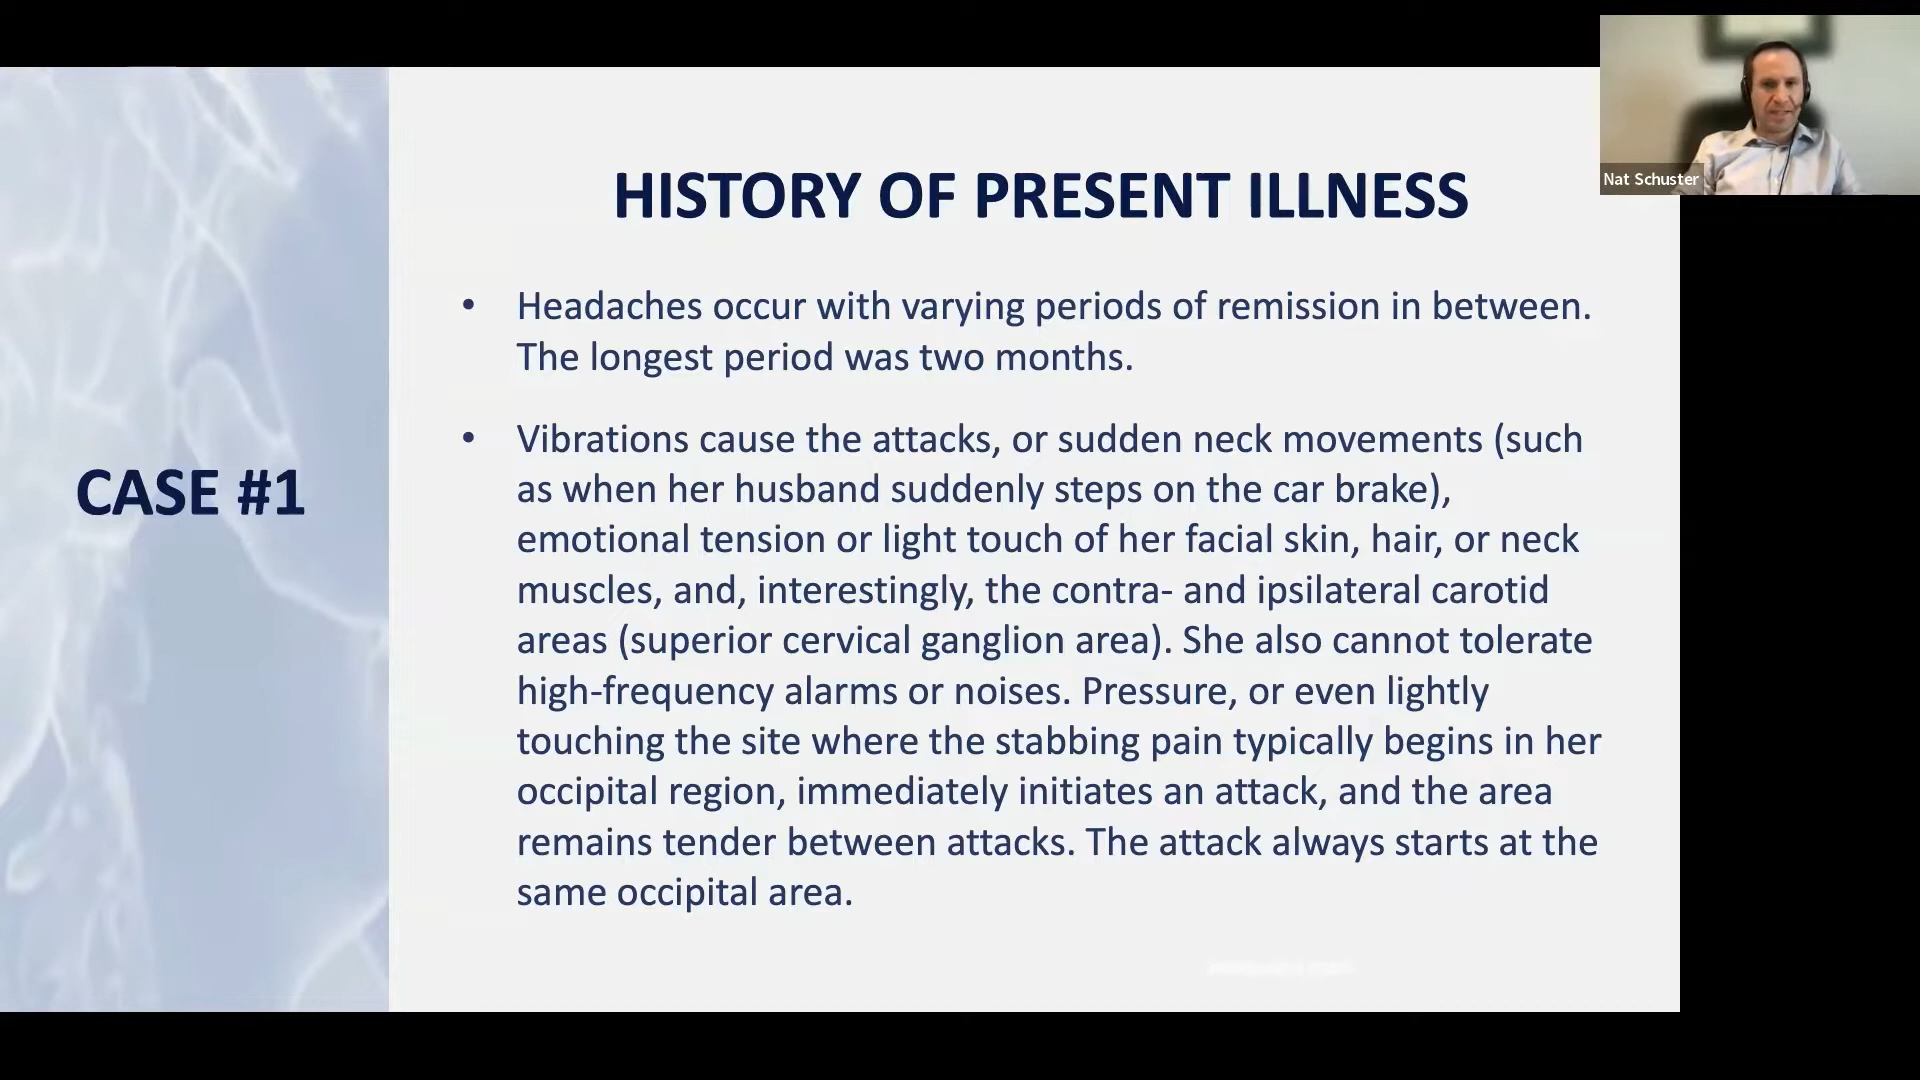 Nat Schuster
HISTORY OF PRESENT ILLNESS
CASE #1
• Headaches occur with varying periods of remission in between.
The longest period was two months.
• Vibrations cause the attacks, or sudden neck movements (such
as when her husband suddenly steps on the car brake),
emotional tension or light touch of her facial skin, hair, or neck
muscles, and, interestingly, the contra- and ipsilateral carotid
areas (superior cervical ganglion area). She also cannot tolerate
high-frequency alarms or noises. Pressure, or even lightly
touching the site where the stabbing pain typically begins in her
occipital region, immediately initiates an attack, and the area
remains tender between attacks. The attack always starts at the
same occipital area.